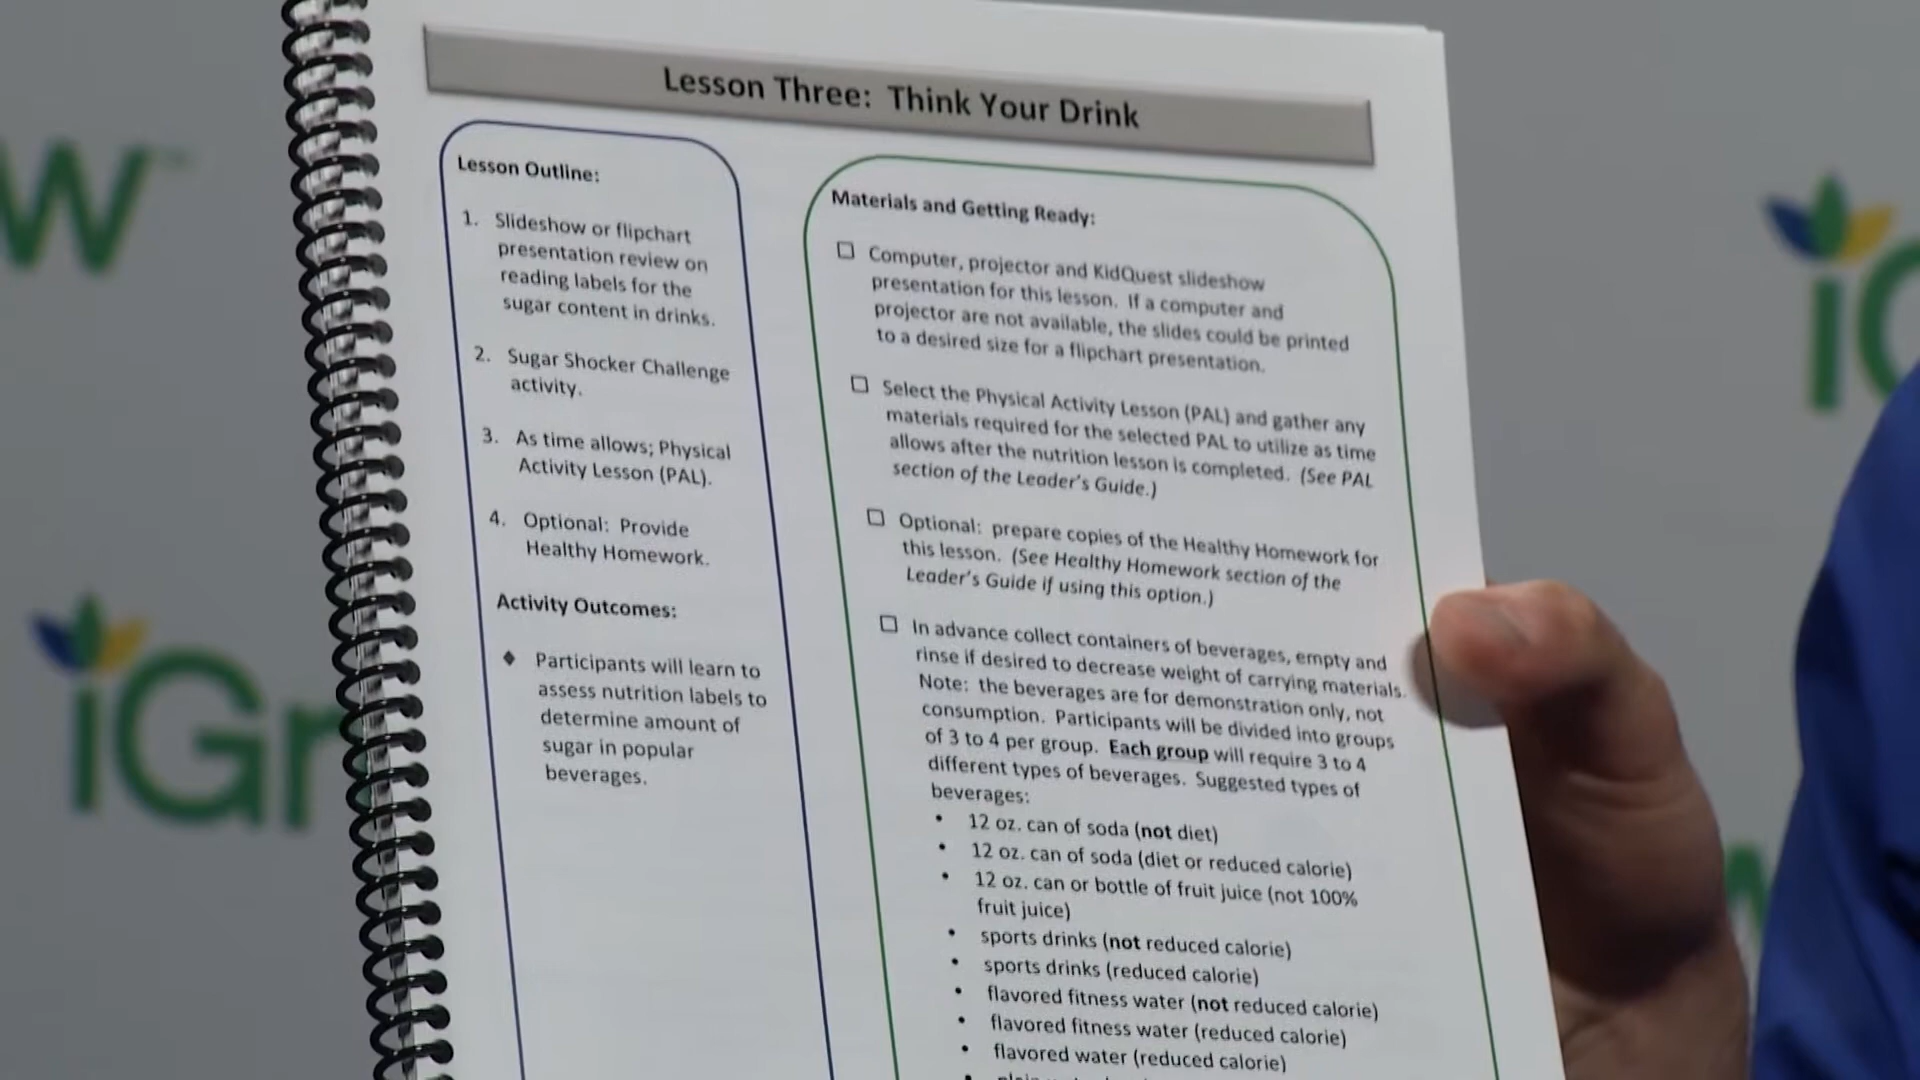 Lesson Three: Think Your Drink
Lesson Outline:
1. Slideshow or flipchart
presentation review on
reading labels for the
sugar content in drinks.
2. Sugar Shocker Challenge
activity.
3. As time allows; Physical
Activity Lesson (PAL).
4. Optional: Provide
Healthy Homework.
Activity Outcomes:
Participants will learn to
assess nutrition labels to
determine amount of
sugar in popular
beverages.
Materials and Getting Ready:
Computer, projector and KidQuest slideshow
presentation for this lesson. If a computer and
projector are not available, the slides could be printed
to a desired size for a flipchart presentation.
Select the Physical Activity Lesson (PAL) and gather any
materials required for the selected PAL to utilize as time
allows after the nutrition lesson is completed. (See PAL
section of the Leader's Guide.)
Optional: prepare copies of the Healthy Homework for
this lesson. (See Healthy Homework section of the
Leader's Guide if using this option.)
In advance collect containers of beverages, empty and
rinse if desired to decrease weight of carrying materials.
Note: the beverages are for demonstration only, not
consumption. Participants will be divided into groups
of 3 to 4 per group. Each group will require 3 to 4
different types of beverages. Suggested types of
beverages:
• 12 oz. can of soda (not diet)
• 12 oz. can of soda (diet or reduced calorie)
• 12 oz. can or bottle of fruit juice (not 100%
fruit juice)
• sports drinks (not reduced calorie)
• sports drinks (reduced calorie)
• flavored fitness water (not reduced calorie)
• flavored fitness water (reduced calorie)
• flavored water (reduced calorie)
W™
iGr
iG